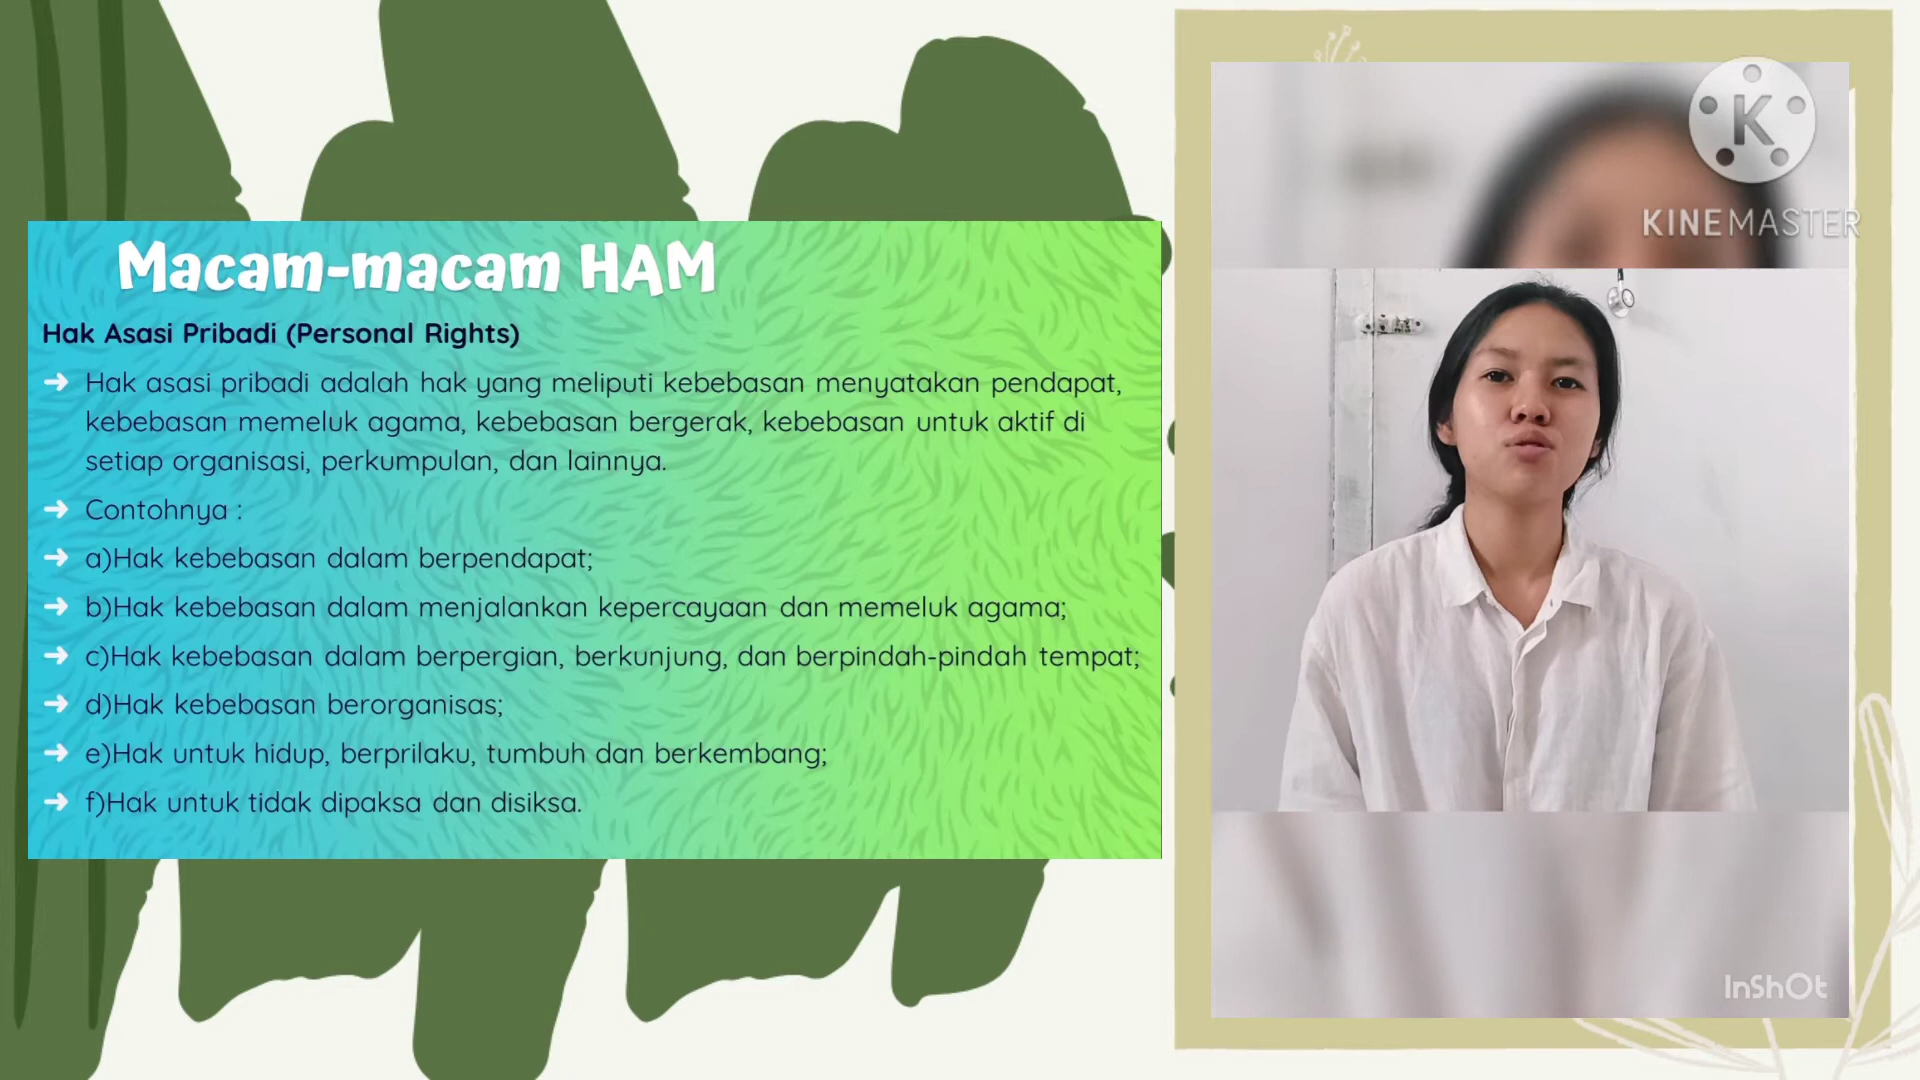 Macam-macam HAM
Hak Asasi Pribadi (Personal Rights)
➜ Hak asasi pribadi adalah hak yang meliputi kebebasan menyatakan pendapat,
kebebasan memeluk agama, kebebasan bergerak, kebebasan untuk aktif di
setiap organisasi, perkumpulan, dan lainnya.
➜ Contohnya :
➜ a)Hak kebebasan dalam berpendapat;
➜ b)Hak kebebasan dalam menjalankan kepercayaan dan memeluk agama;
➜ c)Hak kebebasan dalam berpergian, berkunjung, dan berpindah-pindah tempat;
➜ d)Hak kebebasan berorganisas;
➜ e)Hak untuk hidup, berprilaku, tumbuh dan berkembang;
➜ f)Hak untuk tidak dipaksa dan disiksa.
K
KINEMASTER
InShOt